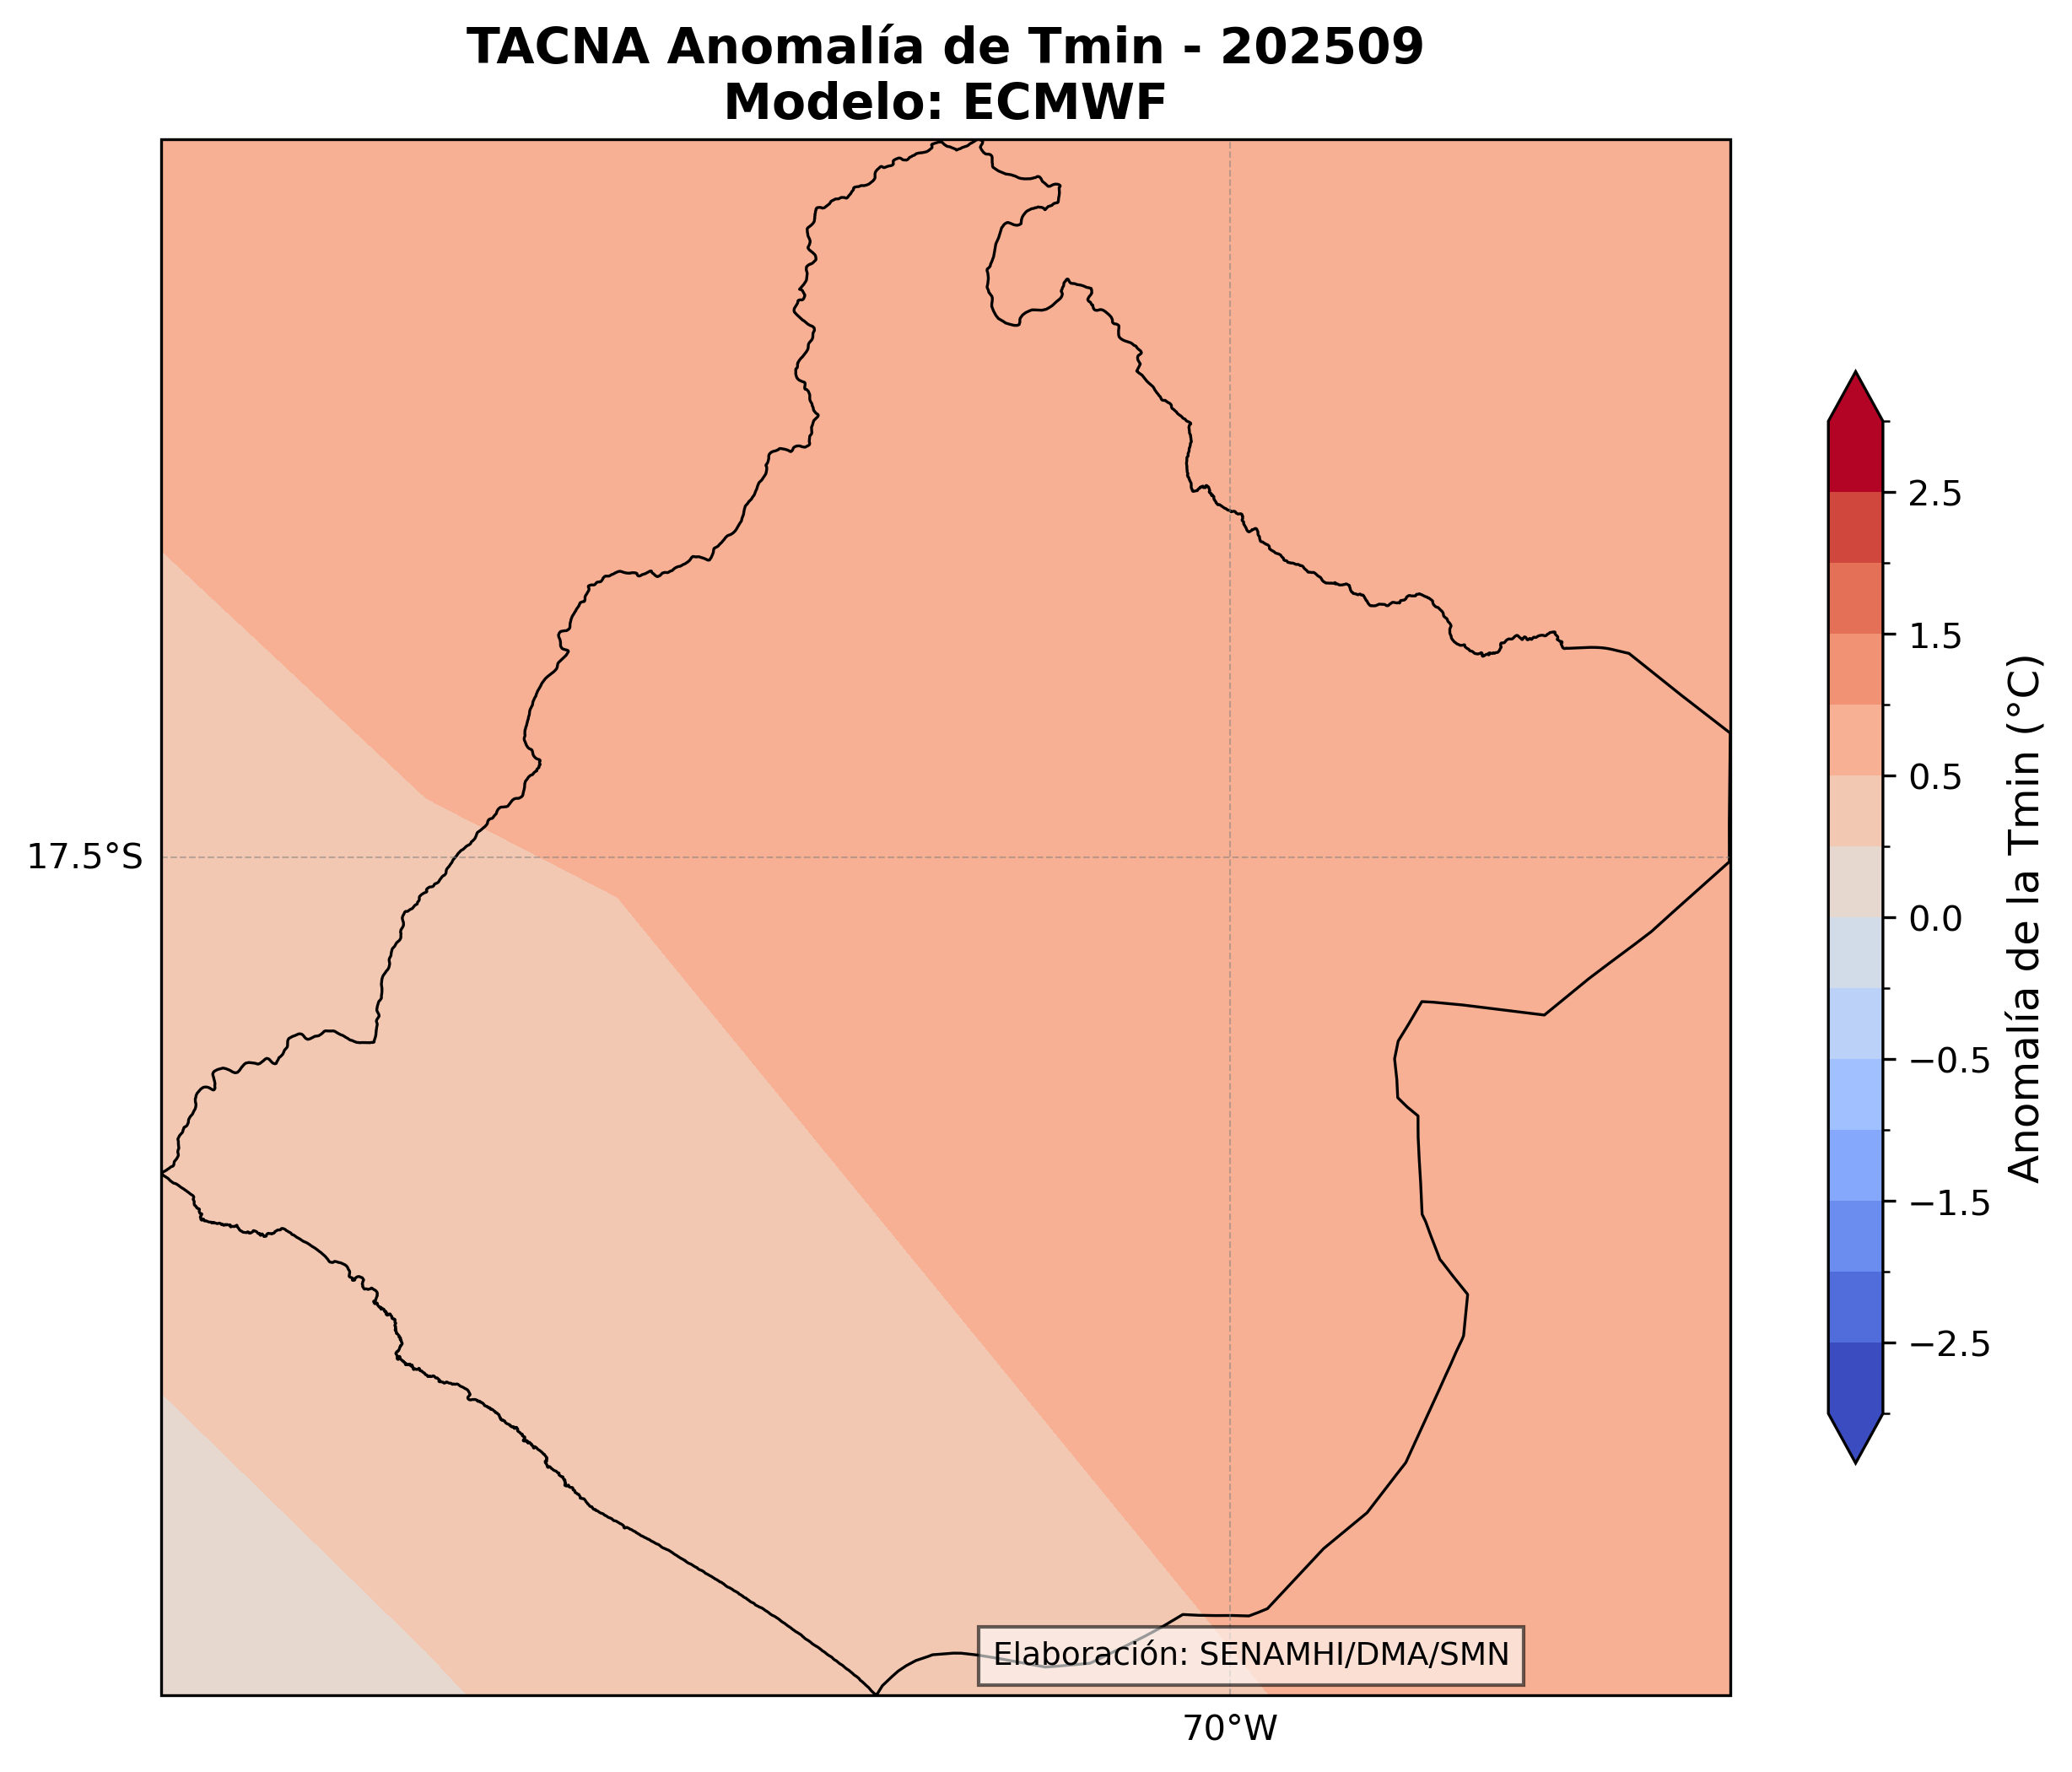 TACNA Anomalía de Tmin - 202509
Modelo: ECMWF
2.5
1.5
0.5
0.0
−0.5
−1.5
−2.5
Anomalía de la Tmin (°C)
17.5°S
Elaboración: SENAMHI/DMA/SMN
70°W